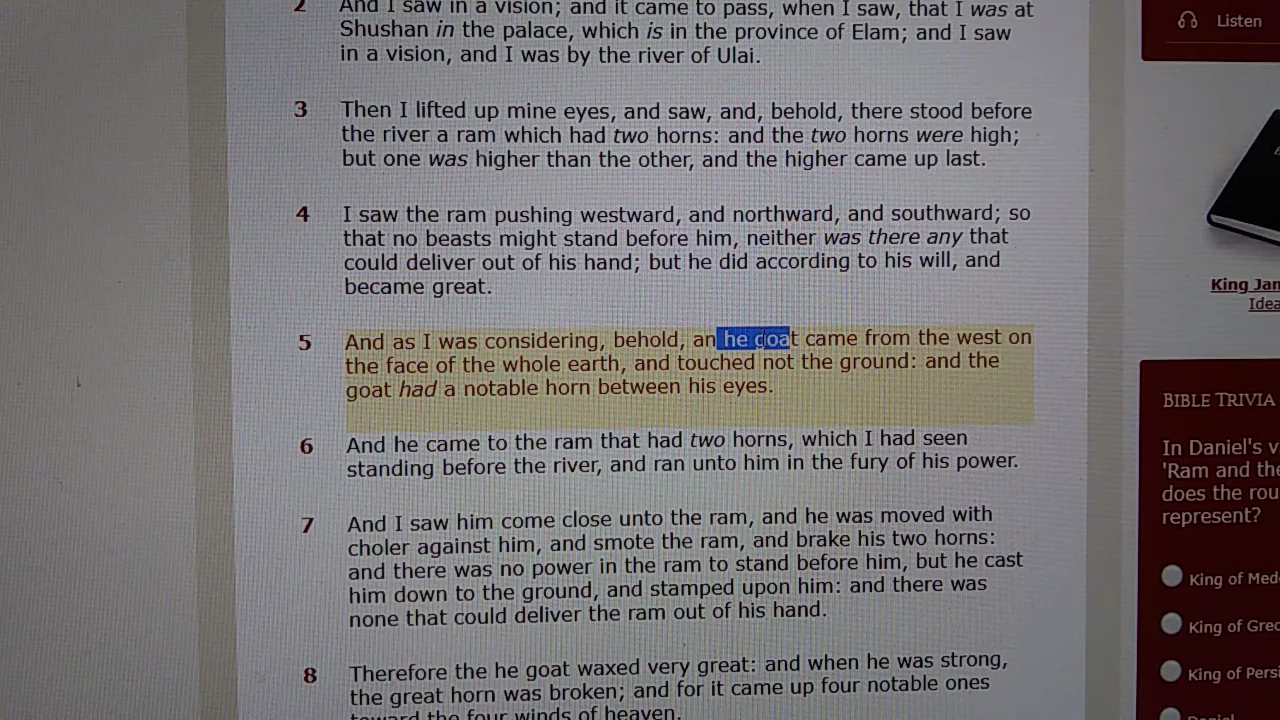 2 And I saw in a vision; and it came to pass, when I saw, that I was at
Shushan in the palace, which is in the province of Elam; and I saw
in a vision, and I was by the river of Ulai.
3 Then I lifted up mine eyes, and saw, and, behold, there stood before
the river a ram which had two horns: and the two horns were high;
but one was higher than the other, and the higher came up last.
4 I saw the ram pushing westward, and northward, and southward; so
that no beasts might stand before him, neither was there any that
could deliver out of his hand; but he did according to his will, and
became great.
5 And as I was considering, behold, an he goat came from the west on
the face of the whole earth, and touched not the ground: and the
goat had a notable horn between his eyes.
6 And he came to the ram that had two horns, which I had seen
standing before the river, and ran unto him in the fury of his power.
7 And I saw him come close unto the ram, and he was moved with
choler against him, and smote the ram, and brake his two horns:
and there was no power in the ram to stand before him, but he cast
him down to the ground, and stamped upon him: and there was
none that could deliver the ram out of his hand.
8 Therefore the he goat waxed very great: and when he was strong,
the great horn was broken; and for it came up four notable ones
toward the four winds of heaven.
Listen
King Jam
Idea
BIBLE TRIVIA
In Daniel's v
'Ram and the
does the rou
represent?
King of Med
King of Grec
King of Persi
Daniel